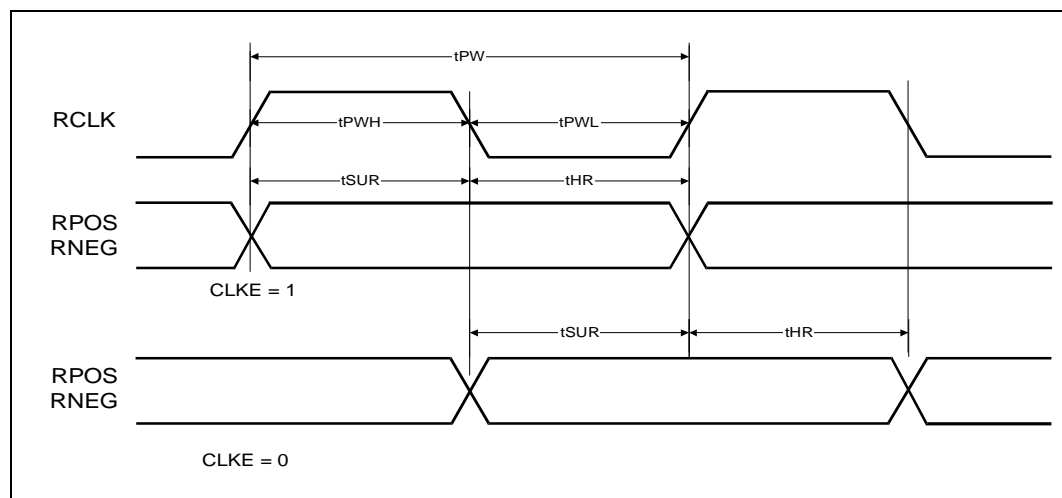 tPW
RCLK
tPWH
tPWL
tSUR
tHR
RPOS
RNEG
CLKE = 1
tSUR
tHR
RPOS
RNEG
CLKE = 0